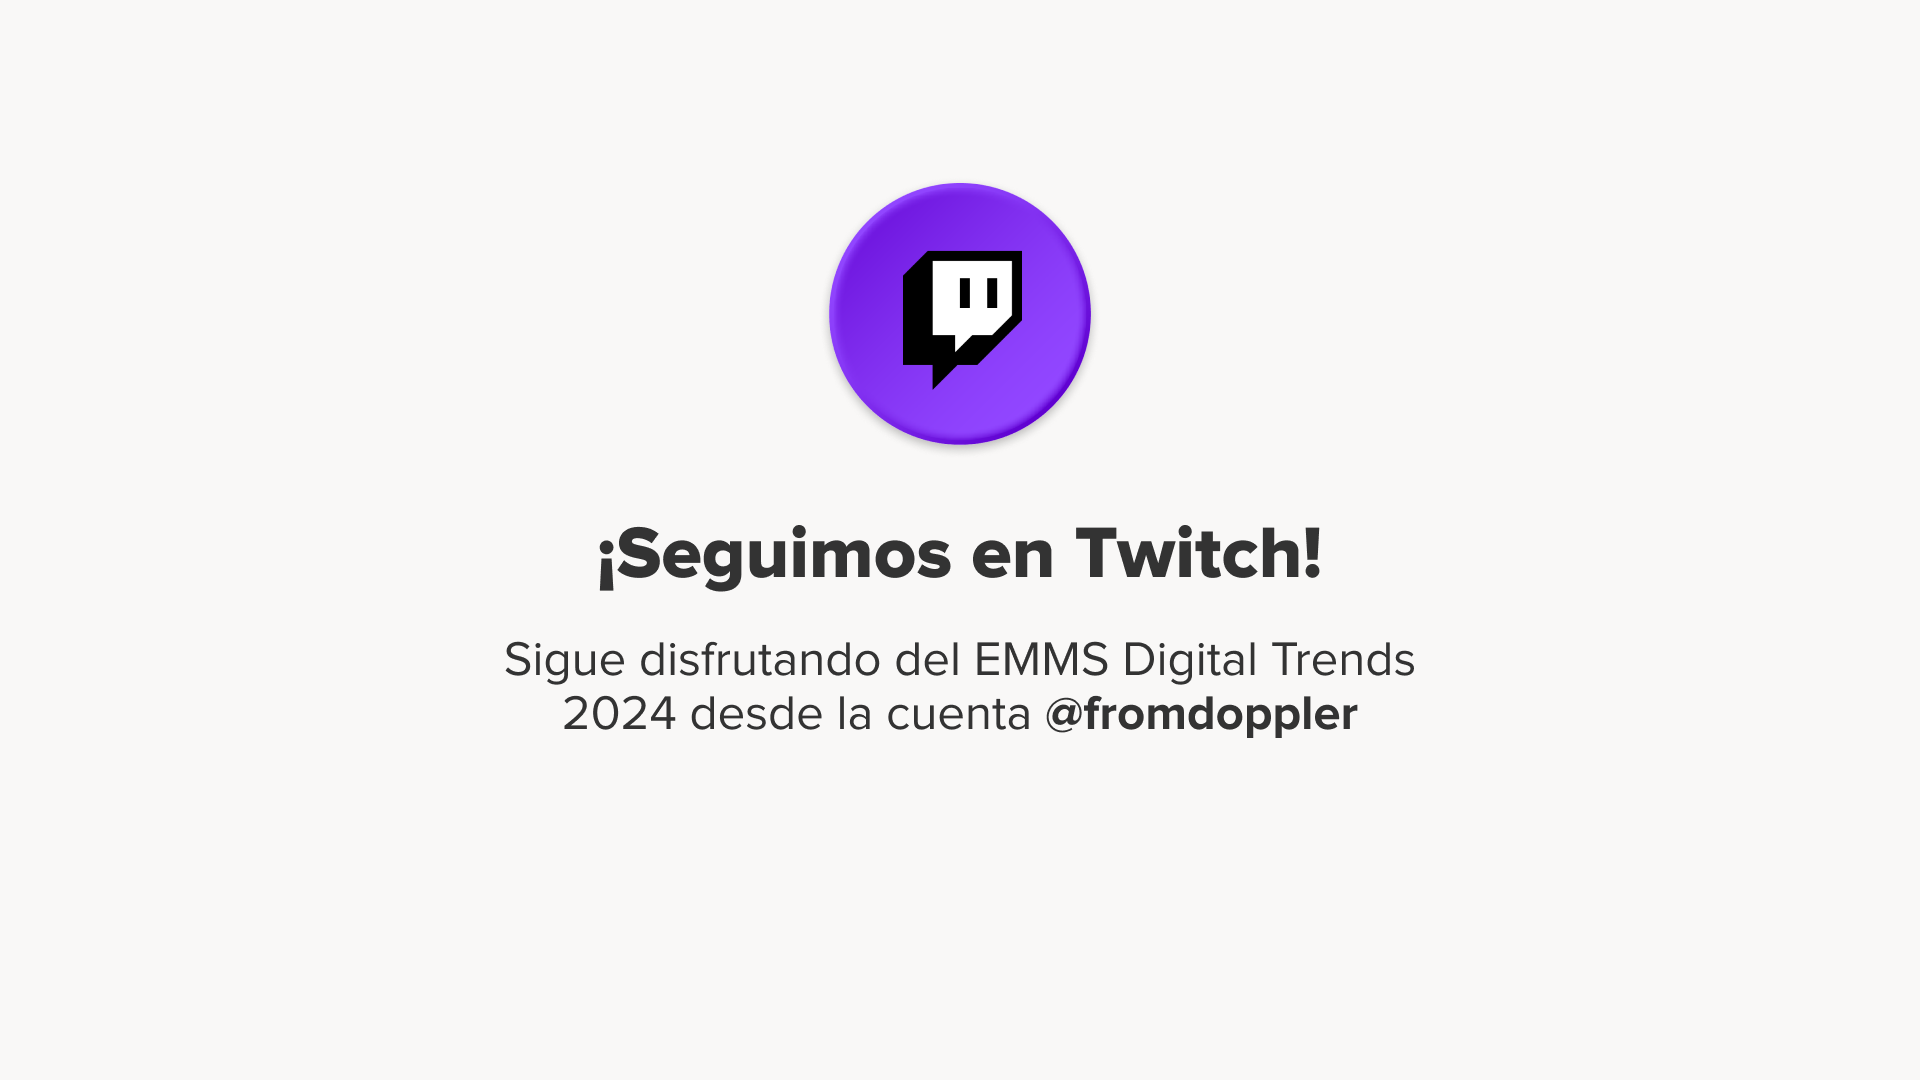 ¡Seguimos en Twitch!
Sigue disfrutando del EMMS Digital Trends
2024 desde la cuenta @fromdoppler